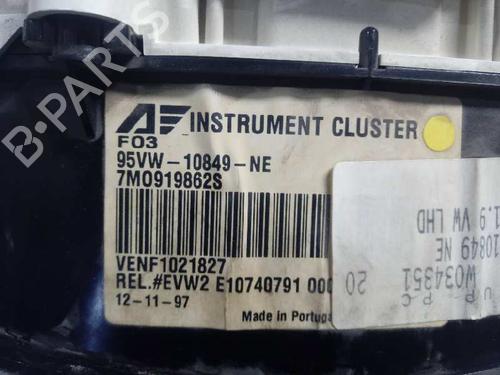 AF INSTRUMENT CLUSTER
F03
95VW-10849-NE
7M0919862S
VENF1021827
REL.#EVW2 E10740791 000
12-11-97
Made in Portugal
1.9 VW LHD
10849 NE
W034351
20
U P C
B-PARTS